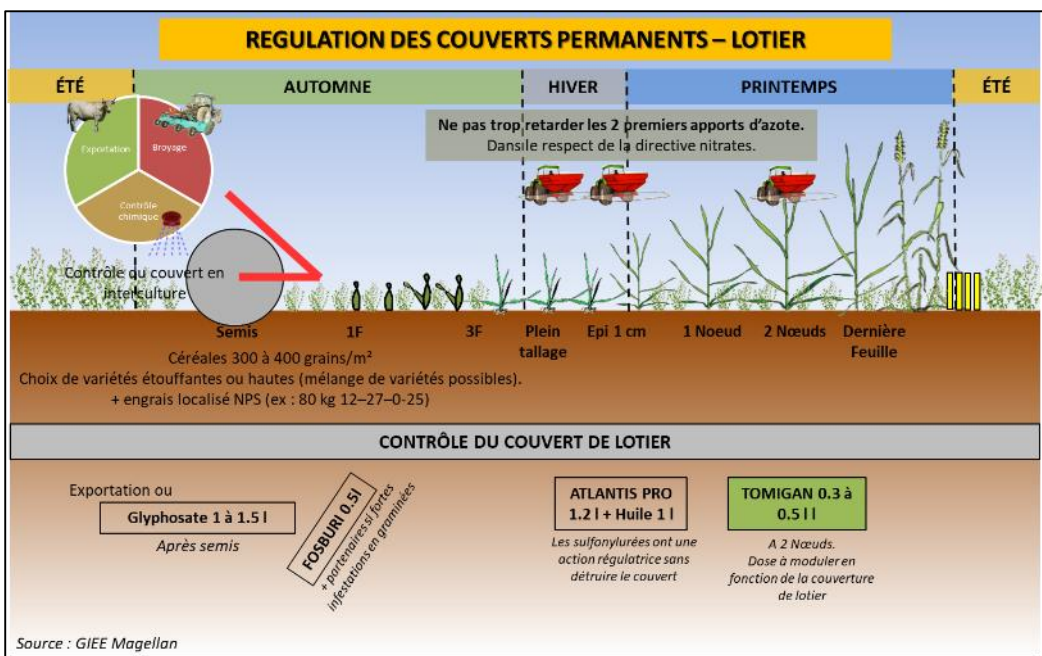 REGULATION DES COUVERTS PERMANENTS – LOTIER
ÉTÉ
AUTOMNE
HIVER
PRINTEMPS
ÉTÉ
Exportation
Broyage
Contrôle
chimique
Ne pas trop retarder les 2 premiers apports d'azote.
Dans le respect de la directive nitrates.
Contrôle du couvert en
interculture
Semis
1F
3F
Plein
tallage
Epi 1 cm
1 Noeud
2 Nœuds
Dernière
Feuille
Céréales 300 à 400 grains/m²
Choix de variétés étouffantes ou hautes (mélange de variétés possibles).
+ engrais localisé NPS (ex : 80 kg 12–27–0-25)
CONTRÔLE DU COUVERT DE LOTIER
Exportation ou
Glyphosate 1 à 1.5 l
Après semis
FOSBURI 0.5l
+ partenaires si fortes
infestations en graminées
ATLANTIS PRO
1.2 l + Huile 1 l
Les sulfonylurées ont une
action régulatrice sans
détruire le couvert
TOMIGAN 0.3 à
0.5 l l
A 2 Nœuds.
Dose à moduler en
fonction de la couverture
de lotier
Source : GIEE Magellan